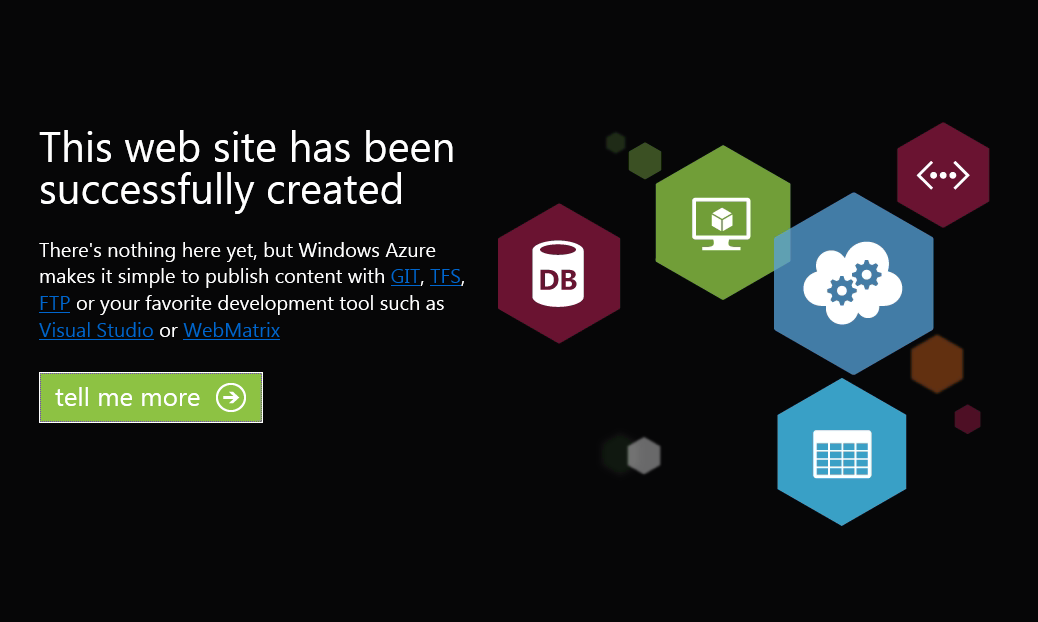 This web site has been
successfully created
There's nothing here yet, but Windows Azure
makes it simple to publish content with GIT, TFS,
FTP or your favorite development tool such as
Visual Studio or WebMatrix
tell me more
DB